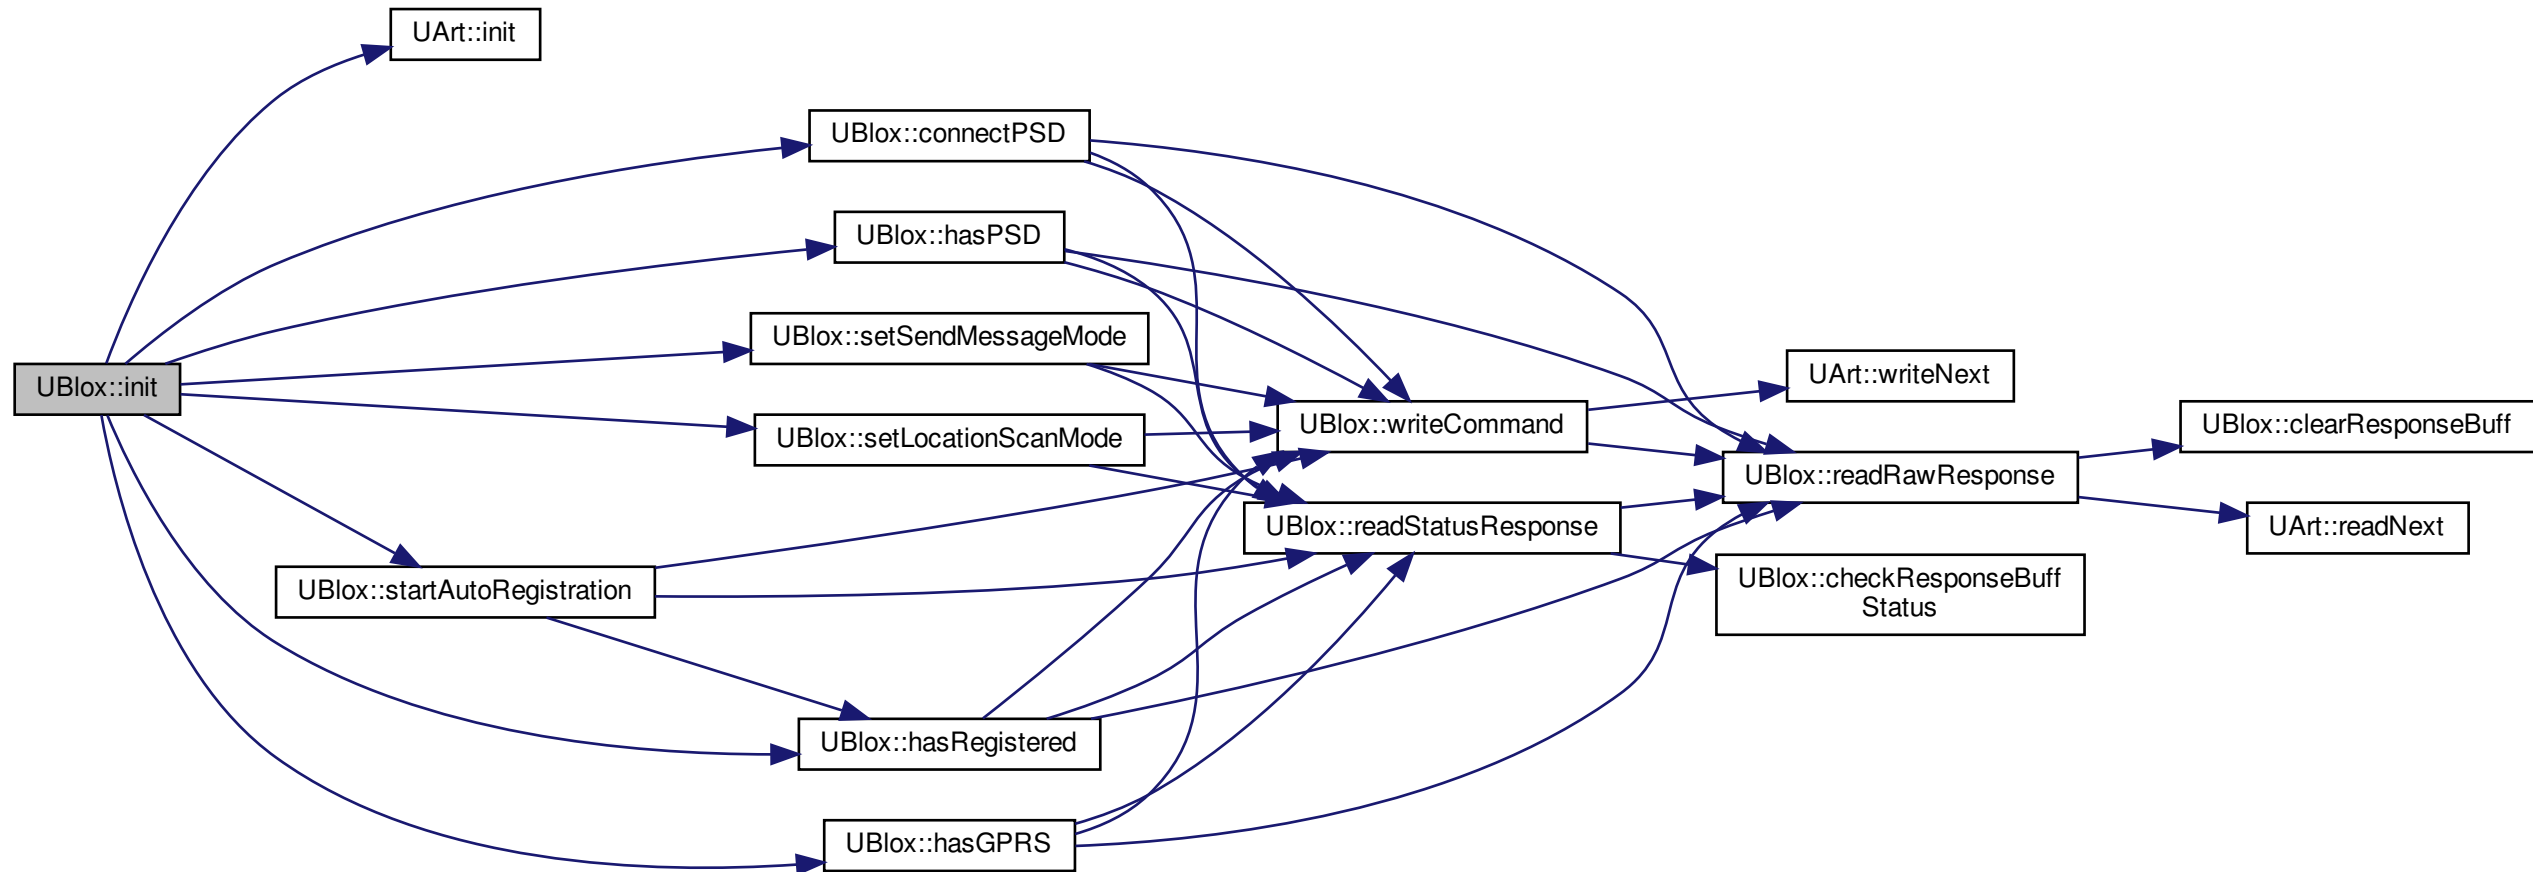 UArt::init
UBlox::connectPSD
UBlox::hasPSD
UBlox::setSendMessageMode
UBlox::init
UBlox::setLocationScanMode
UBlox::startAutoRegistration
UBlox::hasRegistered
UBlox::hasGPRS
UBlox::writeCommand
UBlox::readStatusResponse
UArt::writeNext
UBlox::readRawResponse
UBlox::checkResponseBuff
Status
UBlox::clearResponseBuff
UArt::readNext